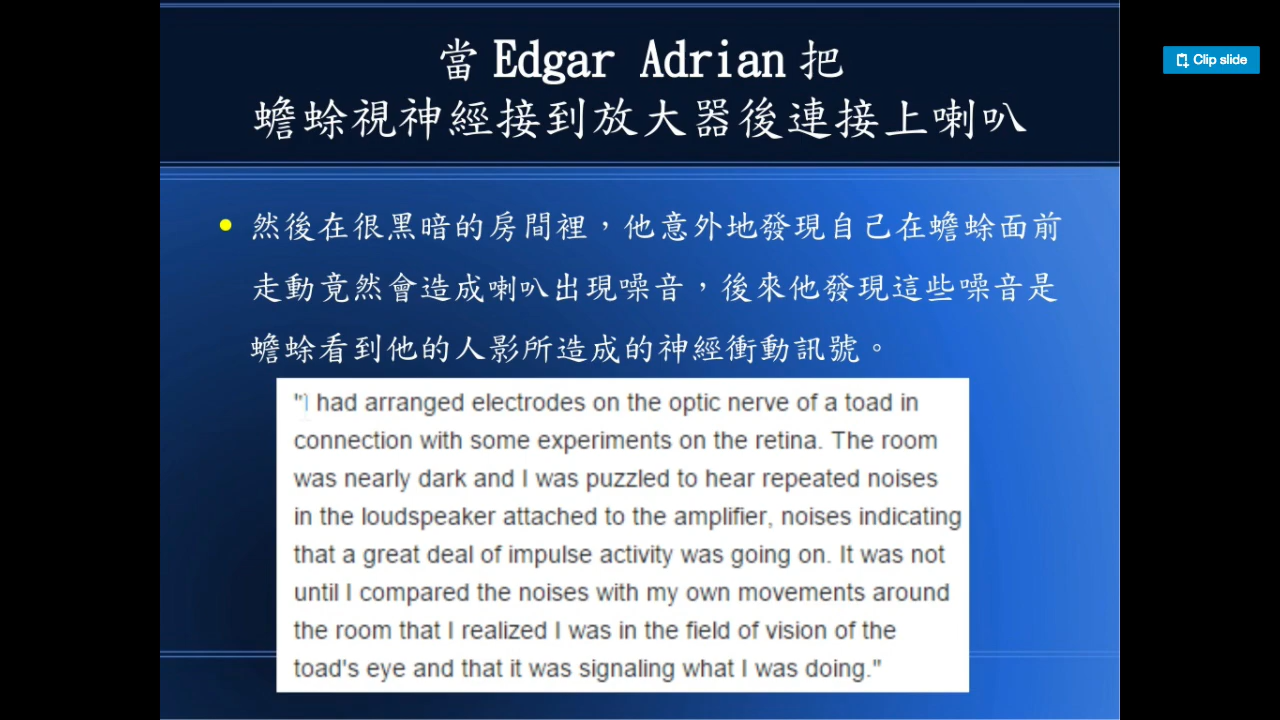 當 Edgar Adrian 把
蟾蜍視神經接到放大器後連接上喇叭
Clip slide
• 然後在很黑暗的房間裡，他意外地發現自己在蟾蜍面前
走動竟然會造成喇叭出現噪音，後來他發現這些噪音是
蟾蜍看到他的人影所造成的神經衝動訊號。
"I had arranged electrodes on the optic nerve of a toad in
connection with some experiments on the retina. The room
was nearly dark and I was puzzled to hear repeated noises
in the loudspeaker attached to the amplifier, noises indicating
that a great deal of impulse activity was going on. It was not
until I compared the noises with my own movements around
the room that I realized I was in the field of vision of the
toad's eye and that it was signaling what I was doing."